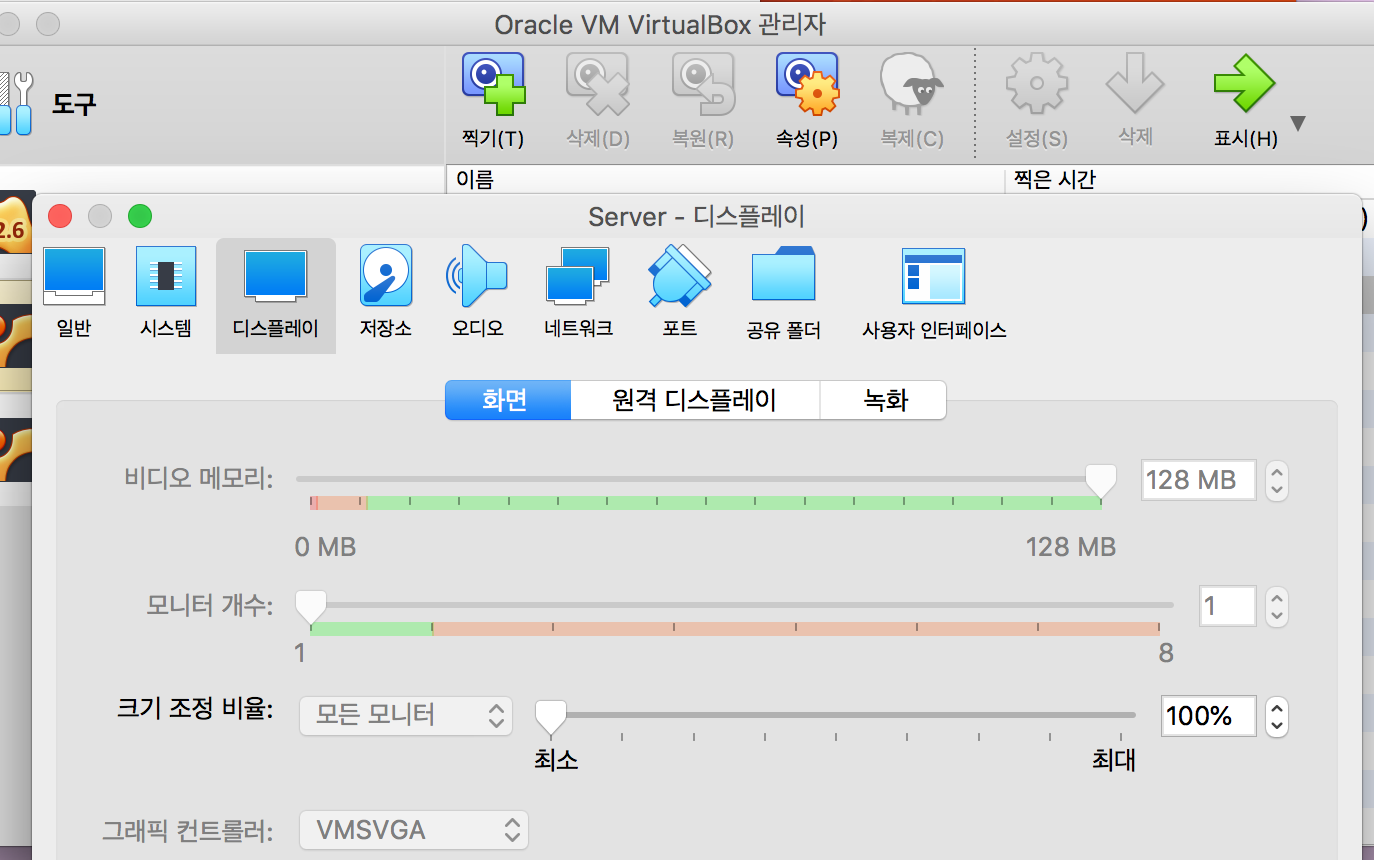 Oracle VM VirtualBox 관리자
도구
찍기(T) 삭제(D) 복원(R) 속성(P) 복제(C) 설정(S) 삭제 표시(H)
이름 찍은 시간
2.6
)
Server - 디스플레이
일반 시스템 디스플레이 저장소 오디오 네트워크 포트 공유 폴더 사용자 인터페이스
화면 원격 디스플레이 녹화
비디오 메모리: 128 MB
0 MB 128 MB
모니터 개수: 1
1 8
크기 조정 비율: 모든 모니터 100%
최소 최대
그래픽 컨트롤러: VMSVGA